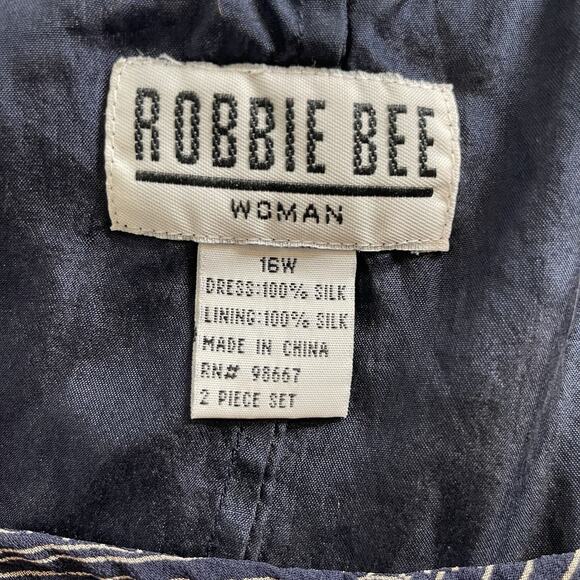 ROBBIE BEE
WOMAN
16W
DRESS:100% SILK
LINING:100% SILK
MADE IN CHINA
RN# 98667
2 PIECE SET